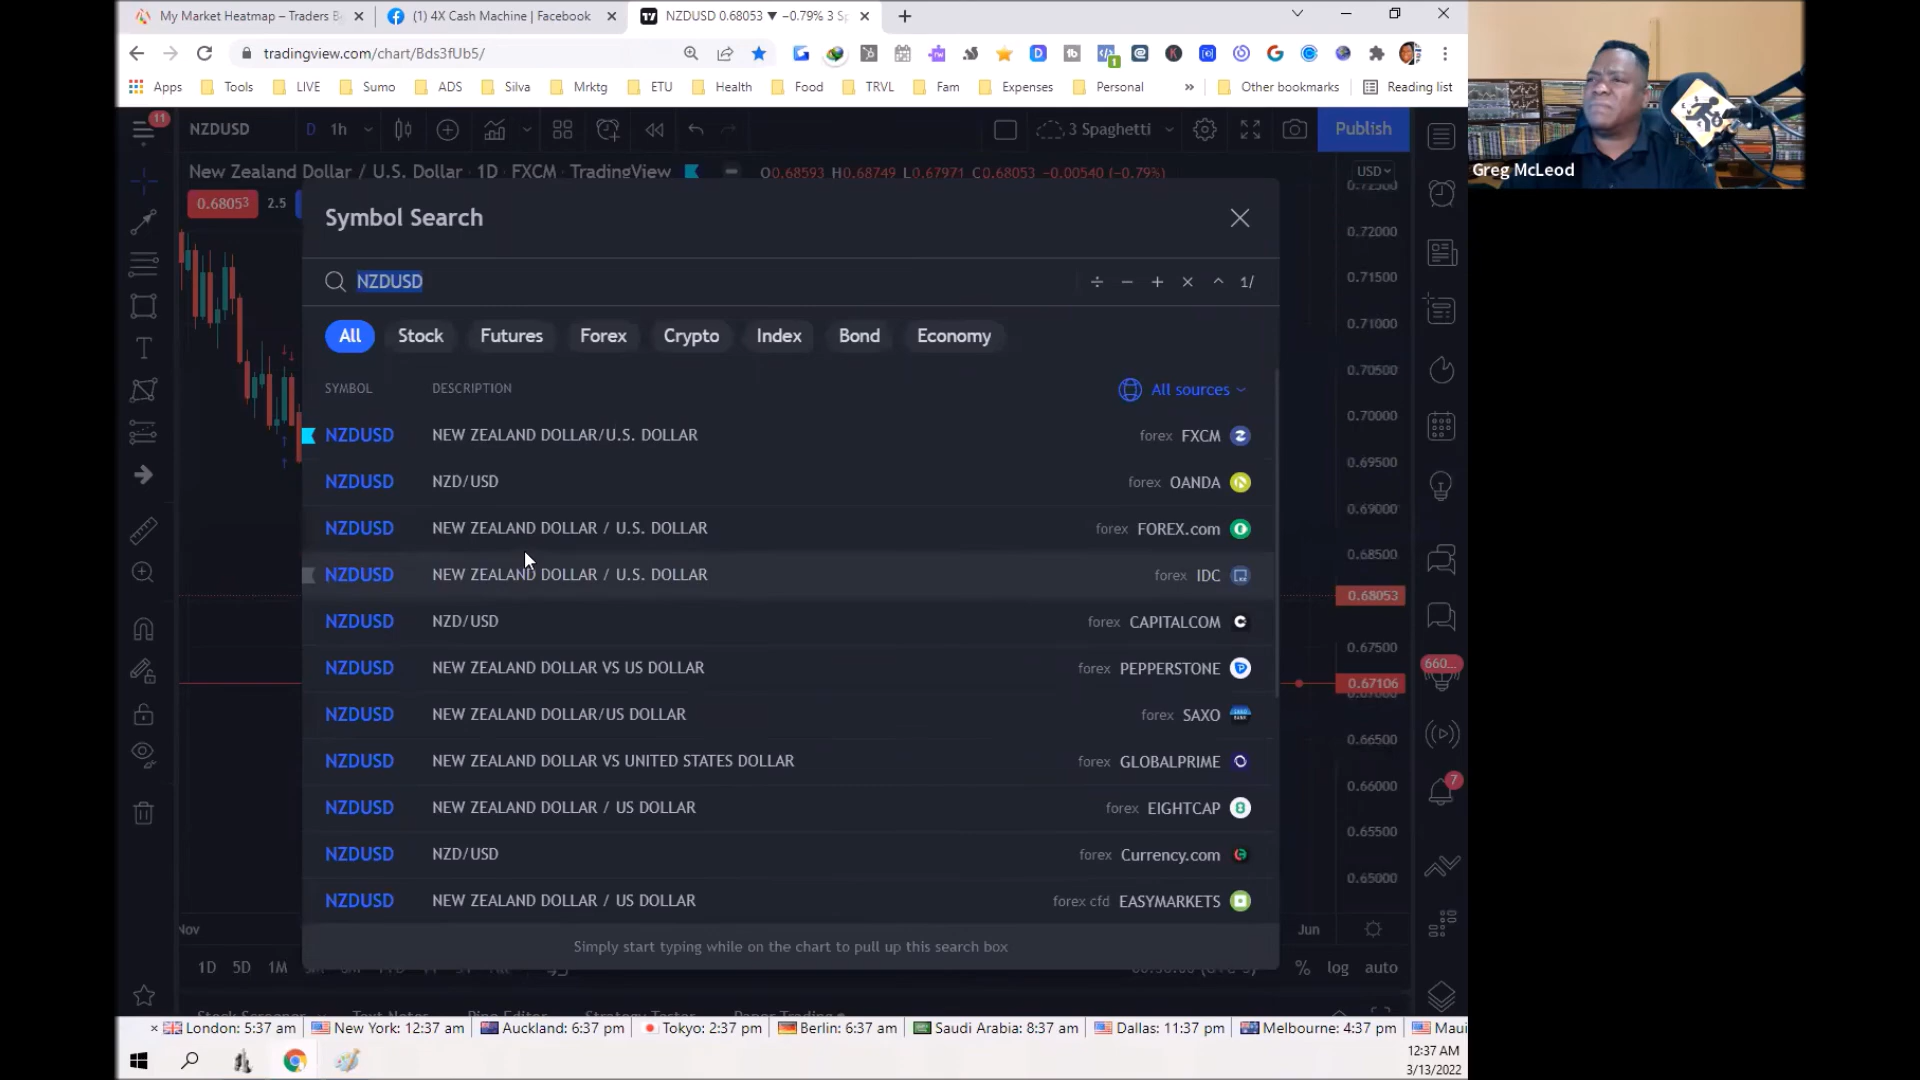 My Market Heatmap – Traders B
(1) 4X Cash Machine | Facebook
NZDUSD 0.68053 ▼ −0.79% 3 Sp
tradingview.com/chart/Bds3fUb5/
Apps Tools LIVE Sumo ADS Silva Mrktg ETU Health Food TRVL Fam Expenses Personal » Other bookmarks Reading list
Greg McLeod
11
NZDUSD D 1h 3 Spaghetti Publish
New Zealand Dollar / U.S. Dollar · 1D · FXCM · TradingView O0.68593 H0.68749 L0.67971 C0.68053 −0.00540 (−0.79%) USD
0.68053 2.5
Symbol Search
NZDUSD ÷ − + × 1/
All Stock Futures Forex Crypto Index Bond Economy
SYMBOL DESCRIPTION All sources
NZDUSD NEW ZEALAND DOLLAR/U.S. DOLLAR forex FXCM
NZDUSD NZD/USD forex OANDA
NZDUSD NEW ZEALAND DOLLAR / U.S. DOLLAR forex FOREX.com
NZDUSD NEW ZEALAND DOLLAR / U.S. DOLLAR forex IDC
NZDUSD NZD/USD forex CAPITALCOM
NZDUSD NEW ZEALAND DOLLAR VS US DOLLAR forex PEPPERSTONE
NZDUSD NEW ZEALAND DOLLAR/US DOLLAR forex SAXO
NZDUSD NEW ZEALAND DOLLAR VS UNITED STATES DOLLAR forex GLOBALPRIME
NZDUSD NEW ZEALAND DOLLAR / US DOLLAR forex EIGHTCAP
NZDUSD NZD/USD forex Currency.com
NZDUSD NEW ZEALAND DOLLAR / US DOLLAR forex cfd EASYMARKETS
Simply start typing while on the chart to pull up this search box
0.72500
0.72000
0.71500
0.71000
0.70500
0.70000
0.69500
0.69000
0.68500
0.68053
0.67500
0.67106
0.66500
0.66000
0.65500
0.65000
660...
7
Nov Jun
1D 5D 1M % log auto
London: 5:37 am New York: 12:37 am Auckland: 6:37 pm Tokyo: 2:37 pm Berlin: 6:37 am Saudi Arabia: 8:37 am Dallas: 11:37 pm Melbourne: 4:37 pm Maui
12:37 AM
3/13/2022